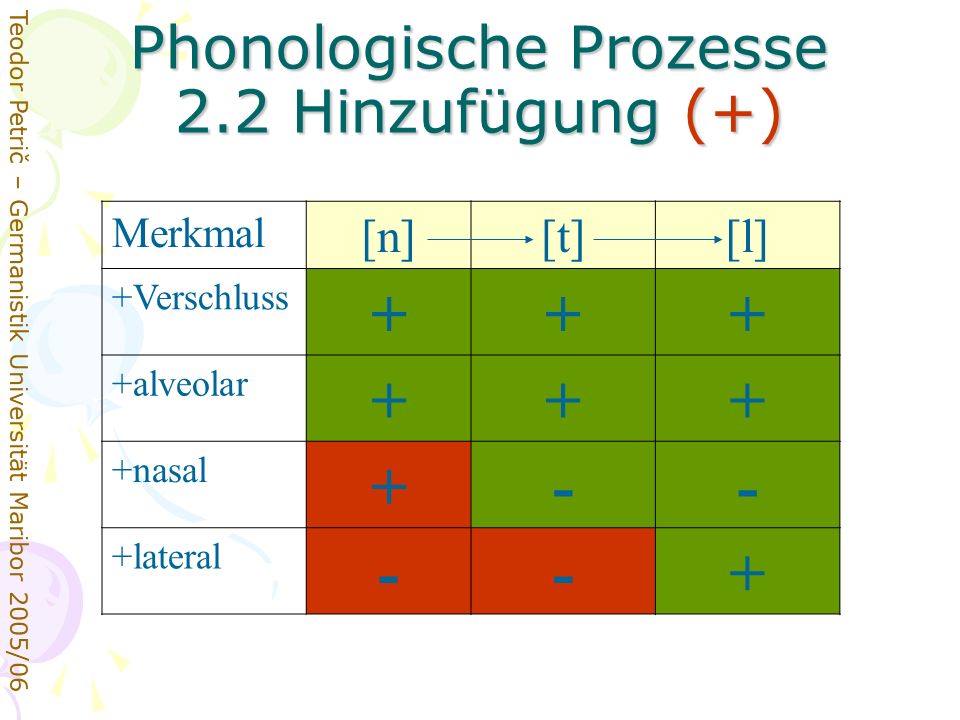 Phonologische Prozesse
2.2 Hinzufügung (+)
Teodor Petrič – Germanistik Universität Maribor 2005/06
Merkmal [n] [t] [l]
+Verschluss + + +
+alveolar + + +
+nasal + - -
+lateral - - +